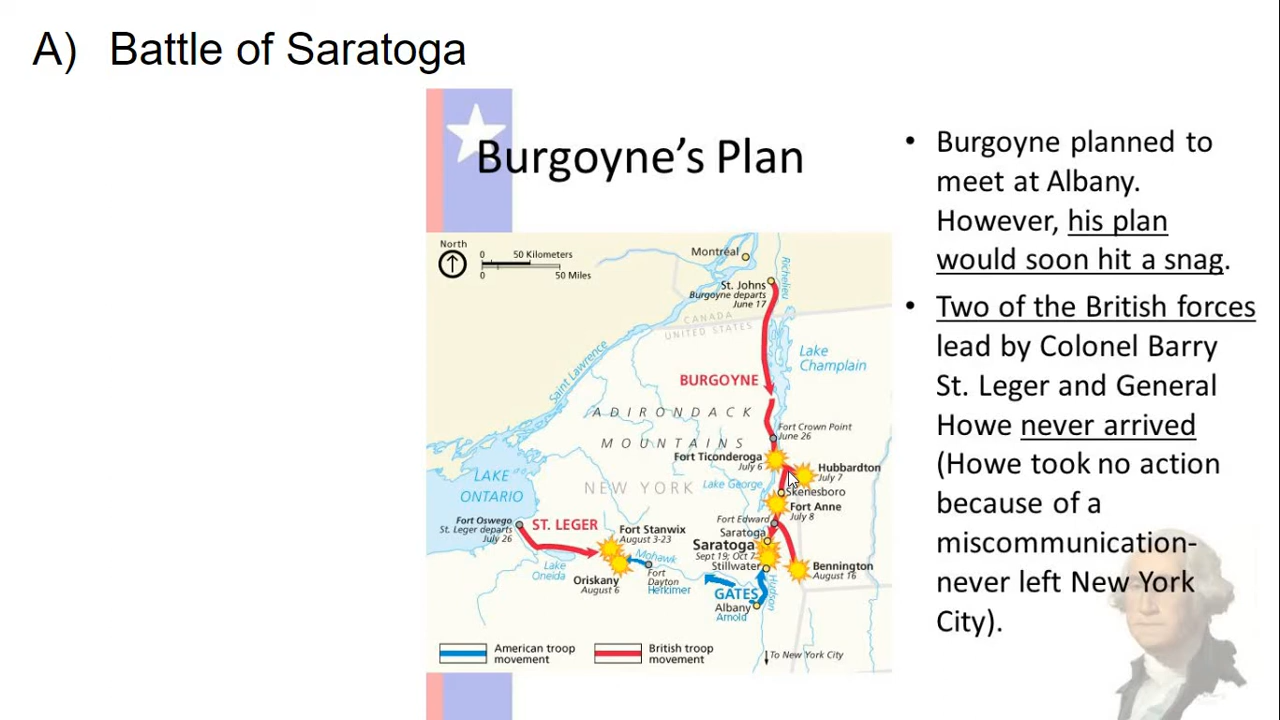 A) Battle of Saratoga
Burgoyne's Plan
North
0 50 Kilometers
0 50 Miles
Montréal
Richelieu
St. Johns
Burgoyne departs
June 17
CANADA
UNITED STATES
Saint Lawrence
Lake
Champlain
BURGOYNE
ADIRONDACK
MOUNTAINS
Fort Crown Point
June 26
Fort Ticonderoga
July 6
Hubbardton
July 7
LAKE
ONTARIO
NEW YORK
Lake George
Skenesboro
Fort Anne
July 8
Fort Oswego
St. Leger departs
July 26
ST. LEGER
Fort Stanwix
August 3-23
Fort Edward
Saratoga
Saratoga
Sept 19; Oct 7
Stillwater
Mohawk
Lake
Oneida
Oriskany
August 6
Fort
Dayton
Herkimer
Bennington
August 16
GATES
Hudson
Albany
Arnold
American troop
movement
British troop
movement
To New York City
• Burgoyne planned to
meet at Albany.
However, his plan
would soon hit a snag.
• Two of the British forces
lead by Colonel Barry
St. Leger and General
Howe never arrived
(Howe took no action
because of a
miscommunication-
never left New York
City).